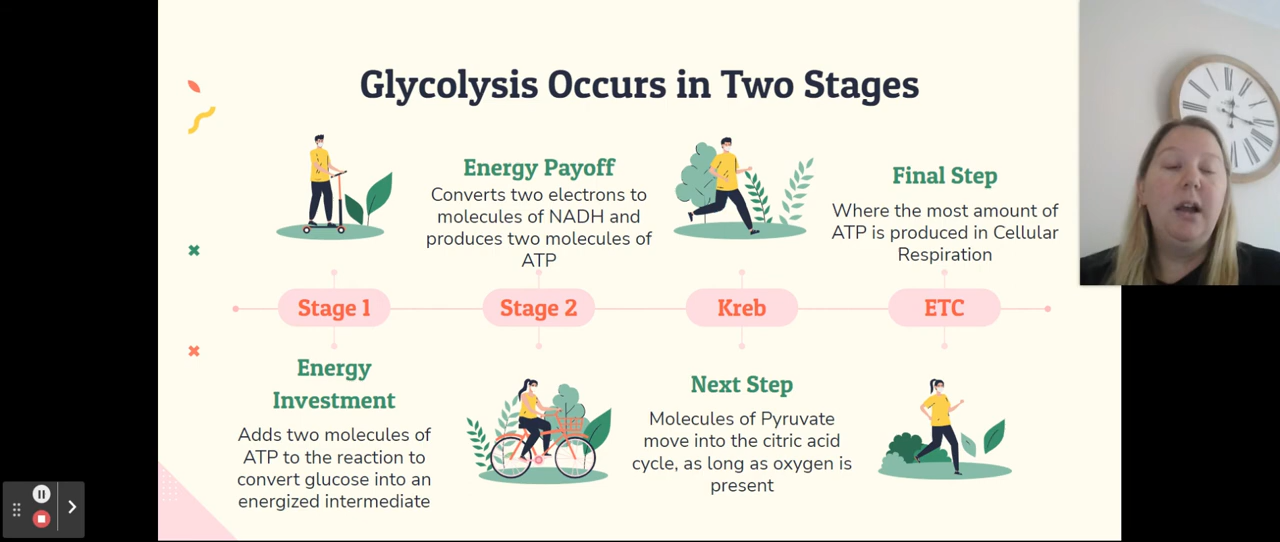 Glycolysis Occurs in Two Stages
Energy Payoff
Converts two electrons to
molecules of NADH and
produces two molecules of
ATP
Final Step
Where the most amount of
ATP is produced in Cellular
Respiration
Stage 1
Stage 2
Kreb
ETC
Energy
Investment
Adds two molecules of
ATP to the reaction to
convert glucose into an
energized intermediate
Next Step
Molecules of Pyruvate
move into the citric acid
cycle, as long as oxygen is
present